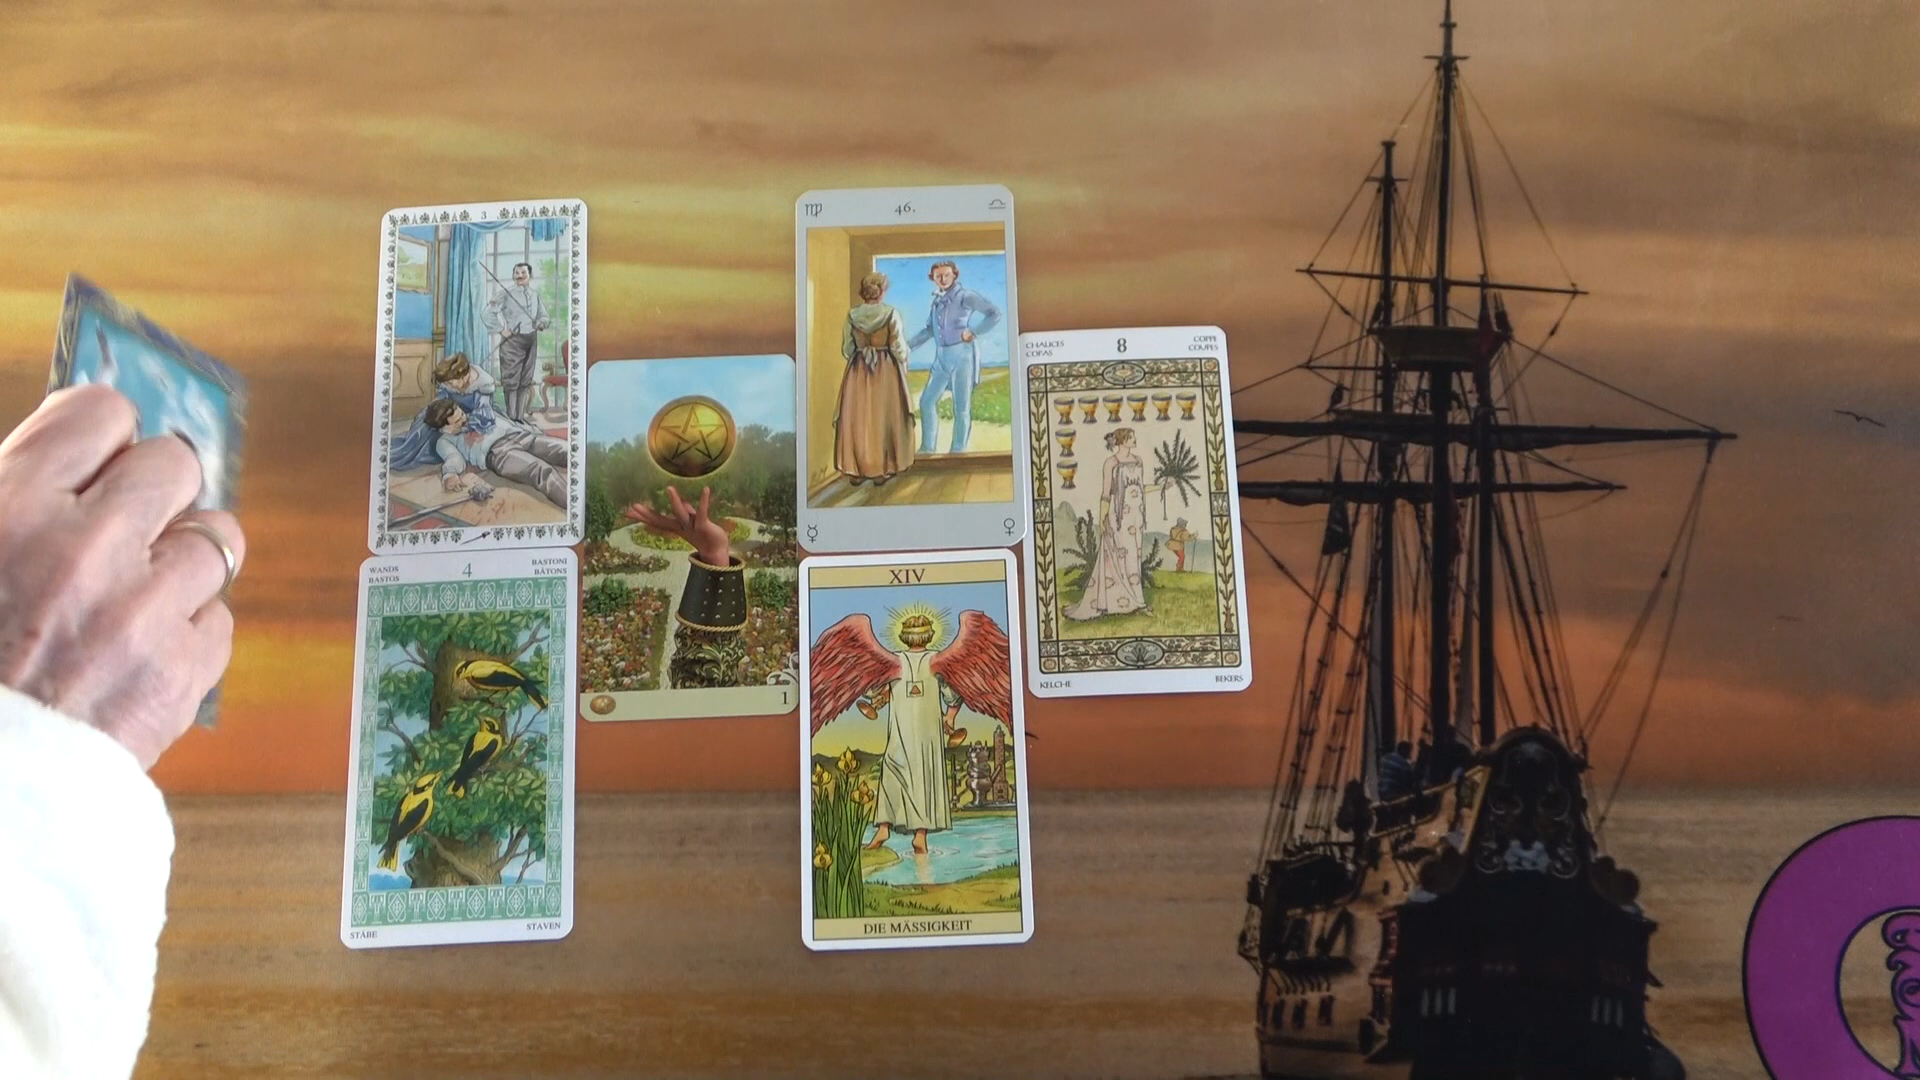 3
46.
CHALICES
COPAS
8
COPPE
COUPES
WANDS
BASTOS
4
BASTONI
BÂTONS
XIV
1
KELCHE
BEKERS
DIE MÄSSIGKEIT
STÄBE
STAVEN